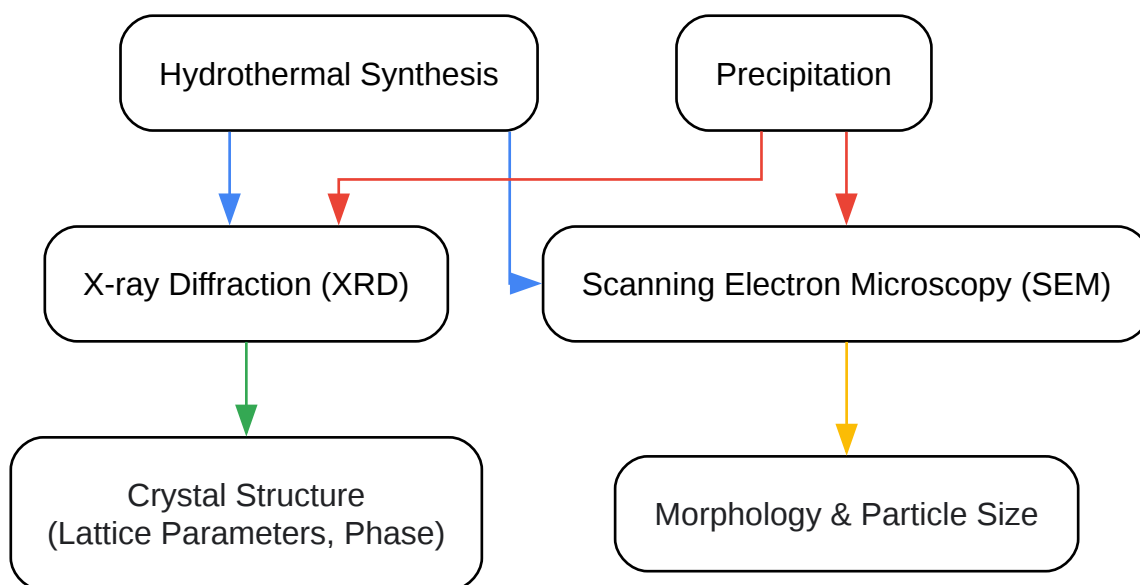 Hydrothermal Synthesis
Precipitation
X-ray Diffraction (XRD)
Scanning Electron Microscopy (SEM)
Crystal Structure
(Lattice Parameters, Phase)
Morphology & Particle Size